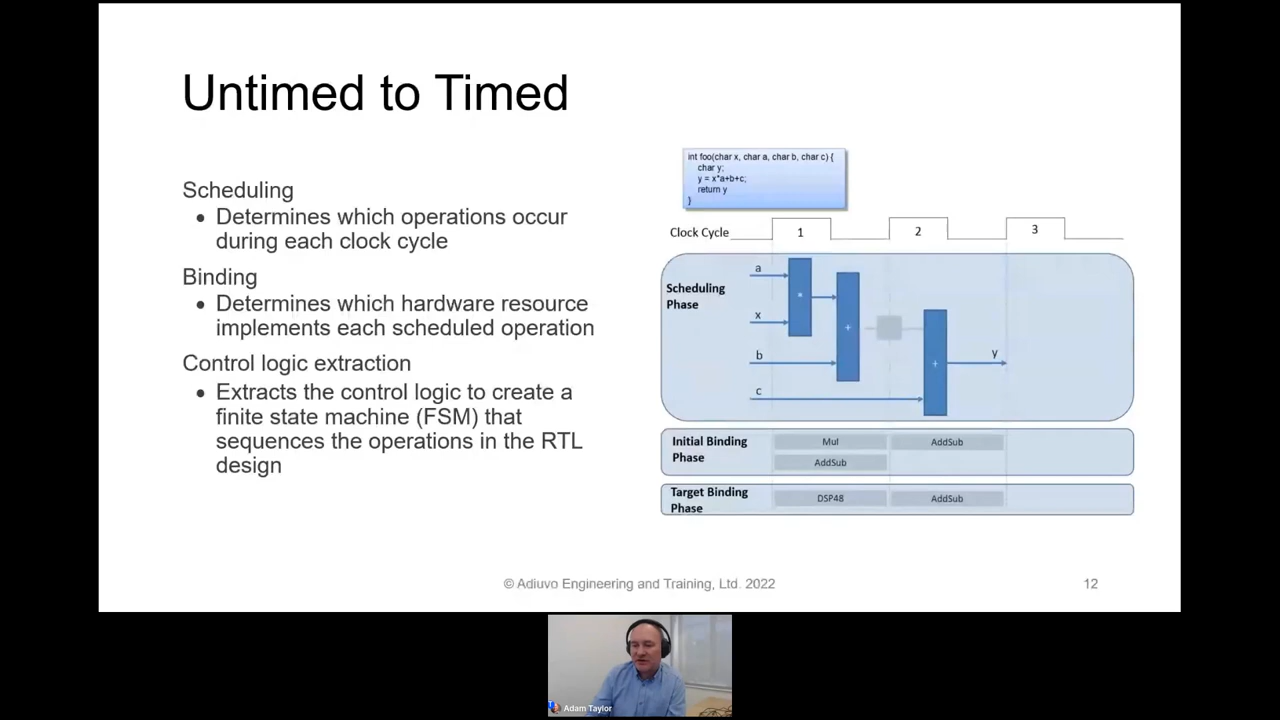 Untimed to Timed
Scheduling
• Determines which operations occur
during each clock cycle
Binding
• Determines which hardware resource
implements each scheduled operation
Control logic extraction
• Extracts the control logic to create a
finite state machine (FSM) that
sequences the operations in the RTL
design
int foo(char x, char a, char b, char c) {
char y;
y = x*a+b+c;
return y
}
Clock Cycle 1 2 3
Scheduling
Phase
a
x
b
c
*
+
+
y
Initial Binding
Phase
Mul AddSub
AddSub
Target Binding
Phase
DSP48 AddSub
© Adiuvo Engineering and Training, Ltd. 2022
12
Adam Taylor